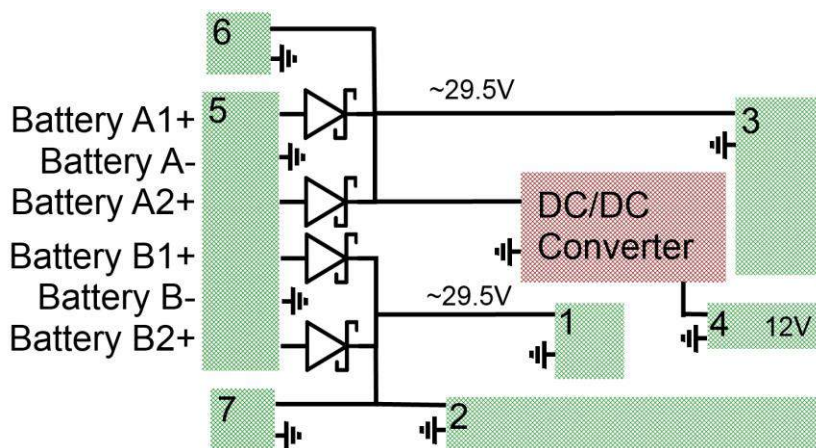 6
5
Battery A1+
Battery A-
Battery A2+
Battery B1+
Battery B-
Battery B2+
~29.5V
3
DC/DC
Converter
~29.5V
1
4 12V
7
2